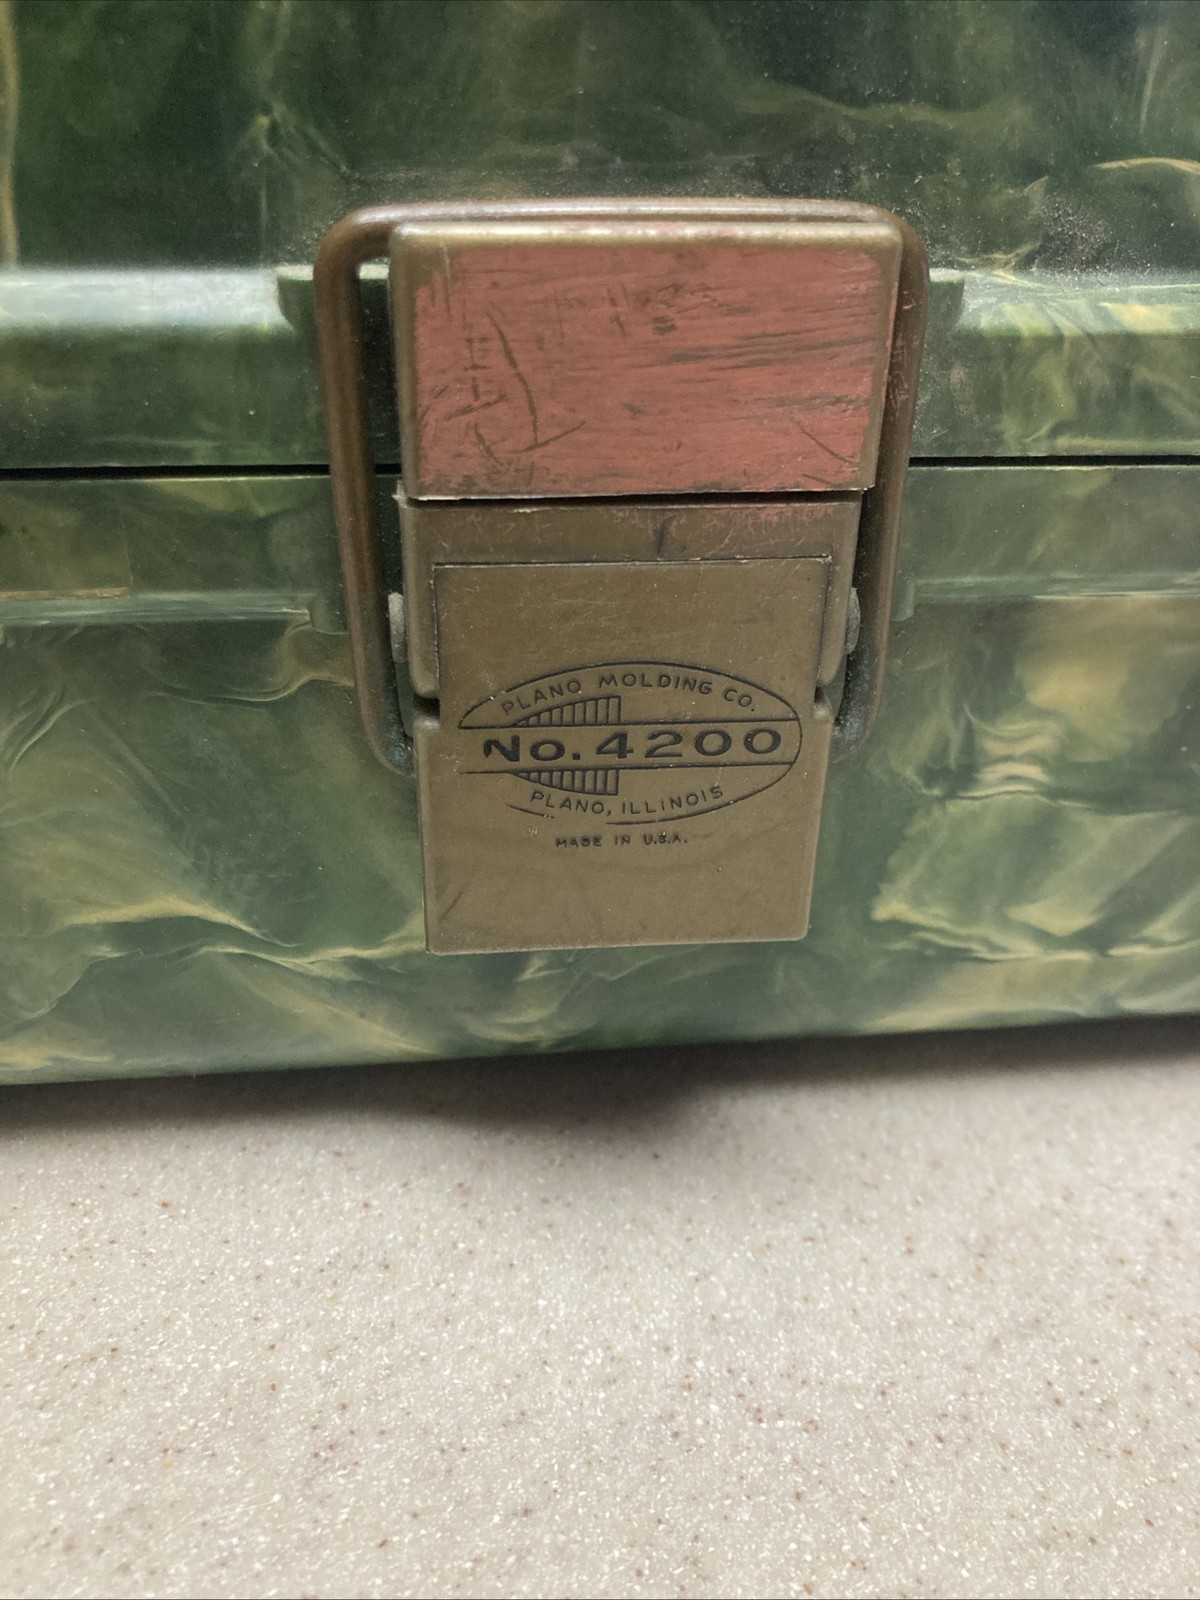 PLANO MOLDING CO.
No. 4200
PLANO, ILLINOIS
MADE IN U.S.A.